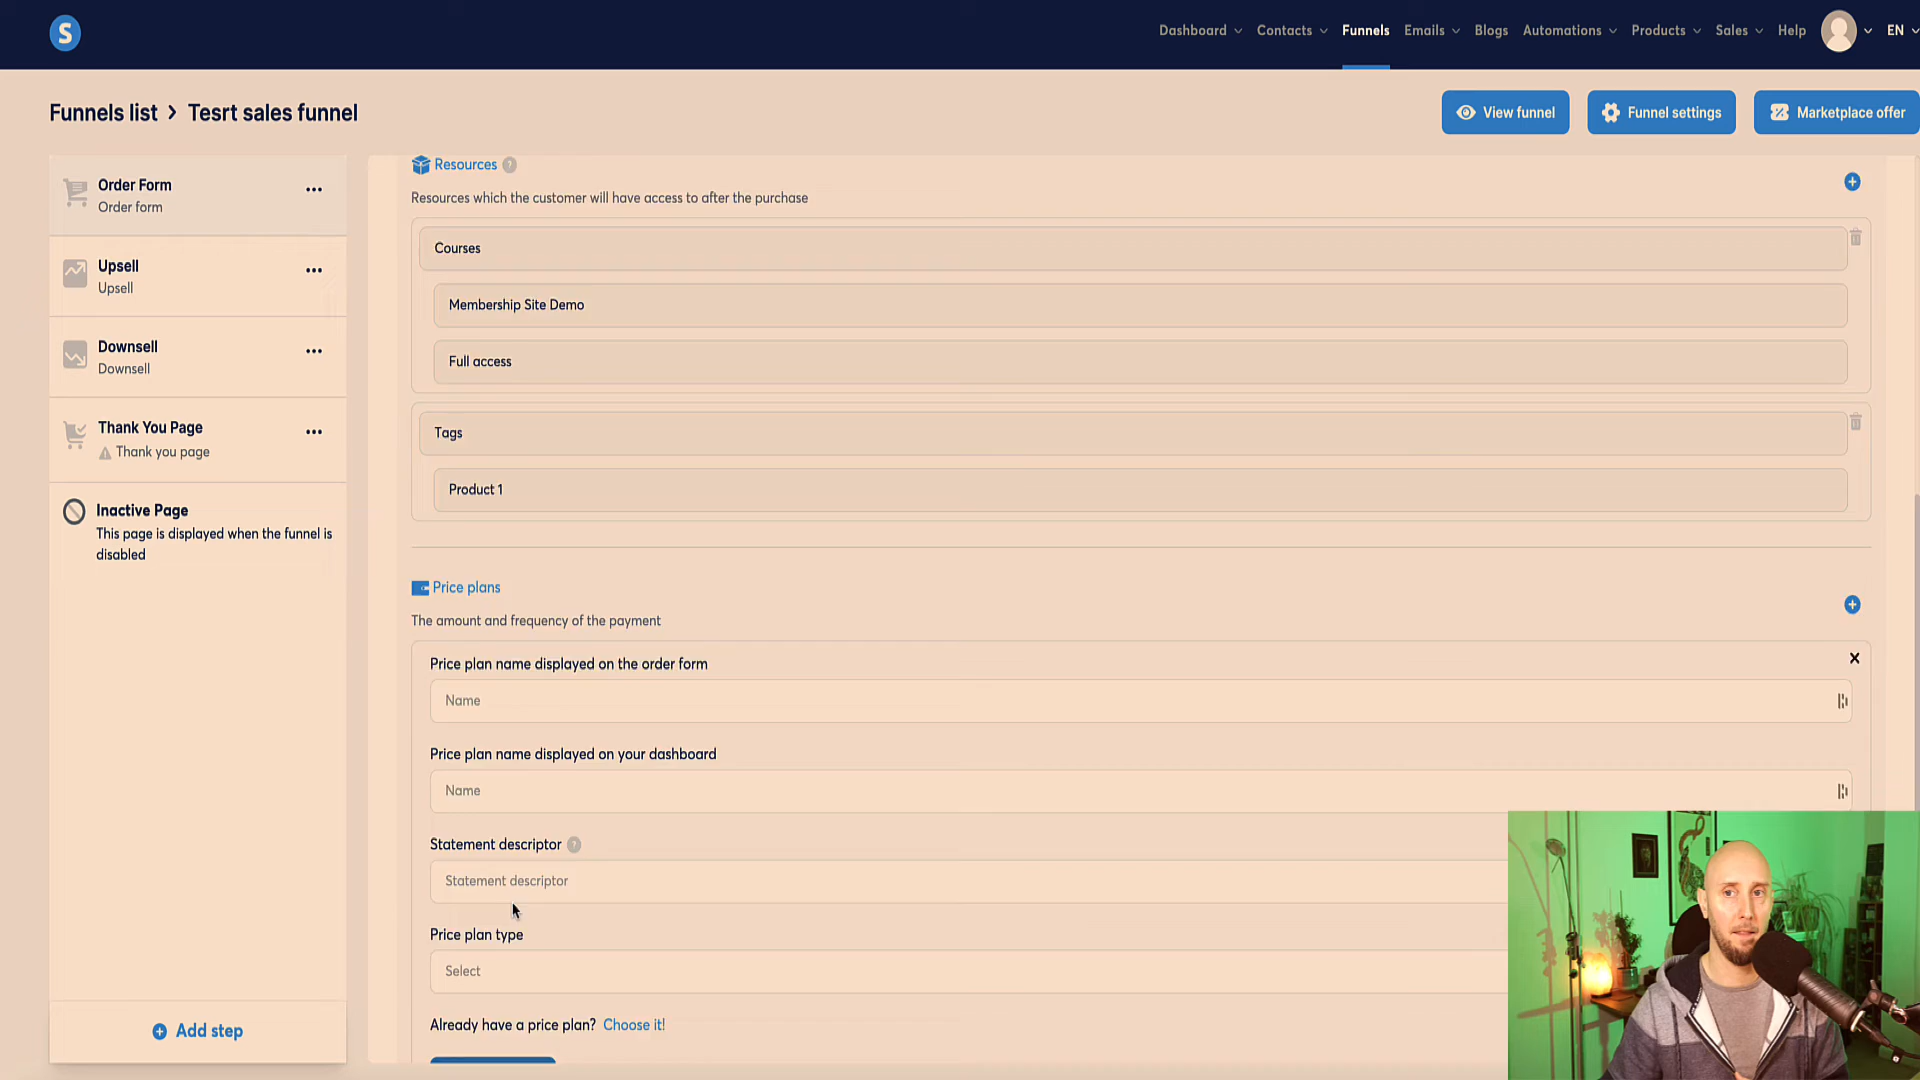 S
Dashboard
Contacts
Funnels
Emails
Blogs
Automations
Products
Sales
Help
EN
Funnels list > Tesrt sales funnel
View funnel
Funnel settings
Marketplace offer
Order Form
Order form
Upsell
Upsell
Downsell
Downsell
Thank You Page
Thank you page
Inactive Page
This page is displayed when the funnel is
disabled
Add step
Resources ?
Resources which the customer will have access to after the purchase
Courses
Membership Site Demo
Full access
Tags
Product 1
Price plans
The amount and frequency of the payment
Price plan name displayed on the order form
Name
Price plan name displayed on your dashboard
Name
Statement descriptor ?
Statement descriptor
Price plan type
Select
Already have a price plan? Choose it!